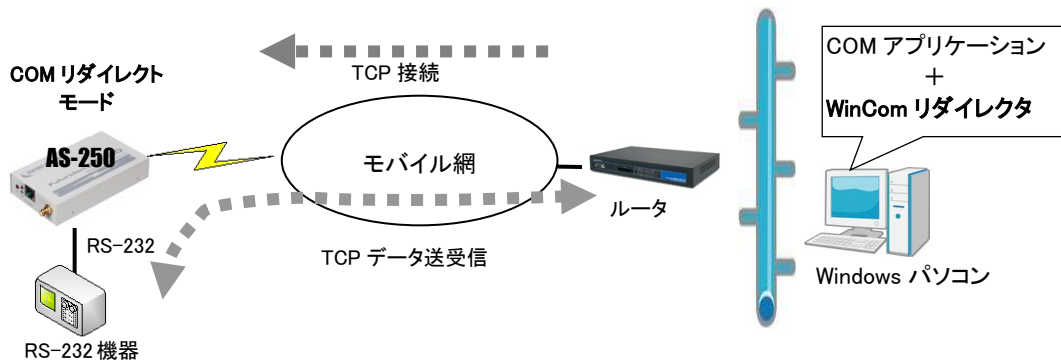 COM アプリケーション
+
WinCom リダイレクタ
TCP 接続
COM リダイレクト
モード
AS-250
モバイル網
ルータ
RS-232
TCP データ送受信
Windows パソコン
RS-232 機器